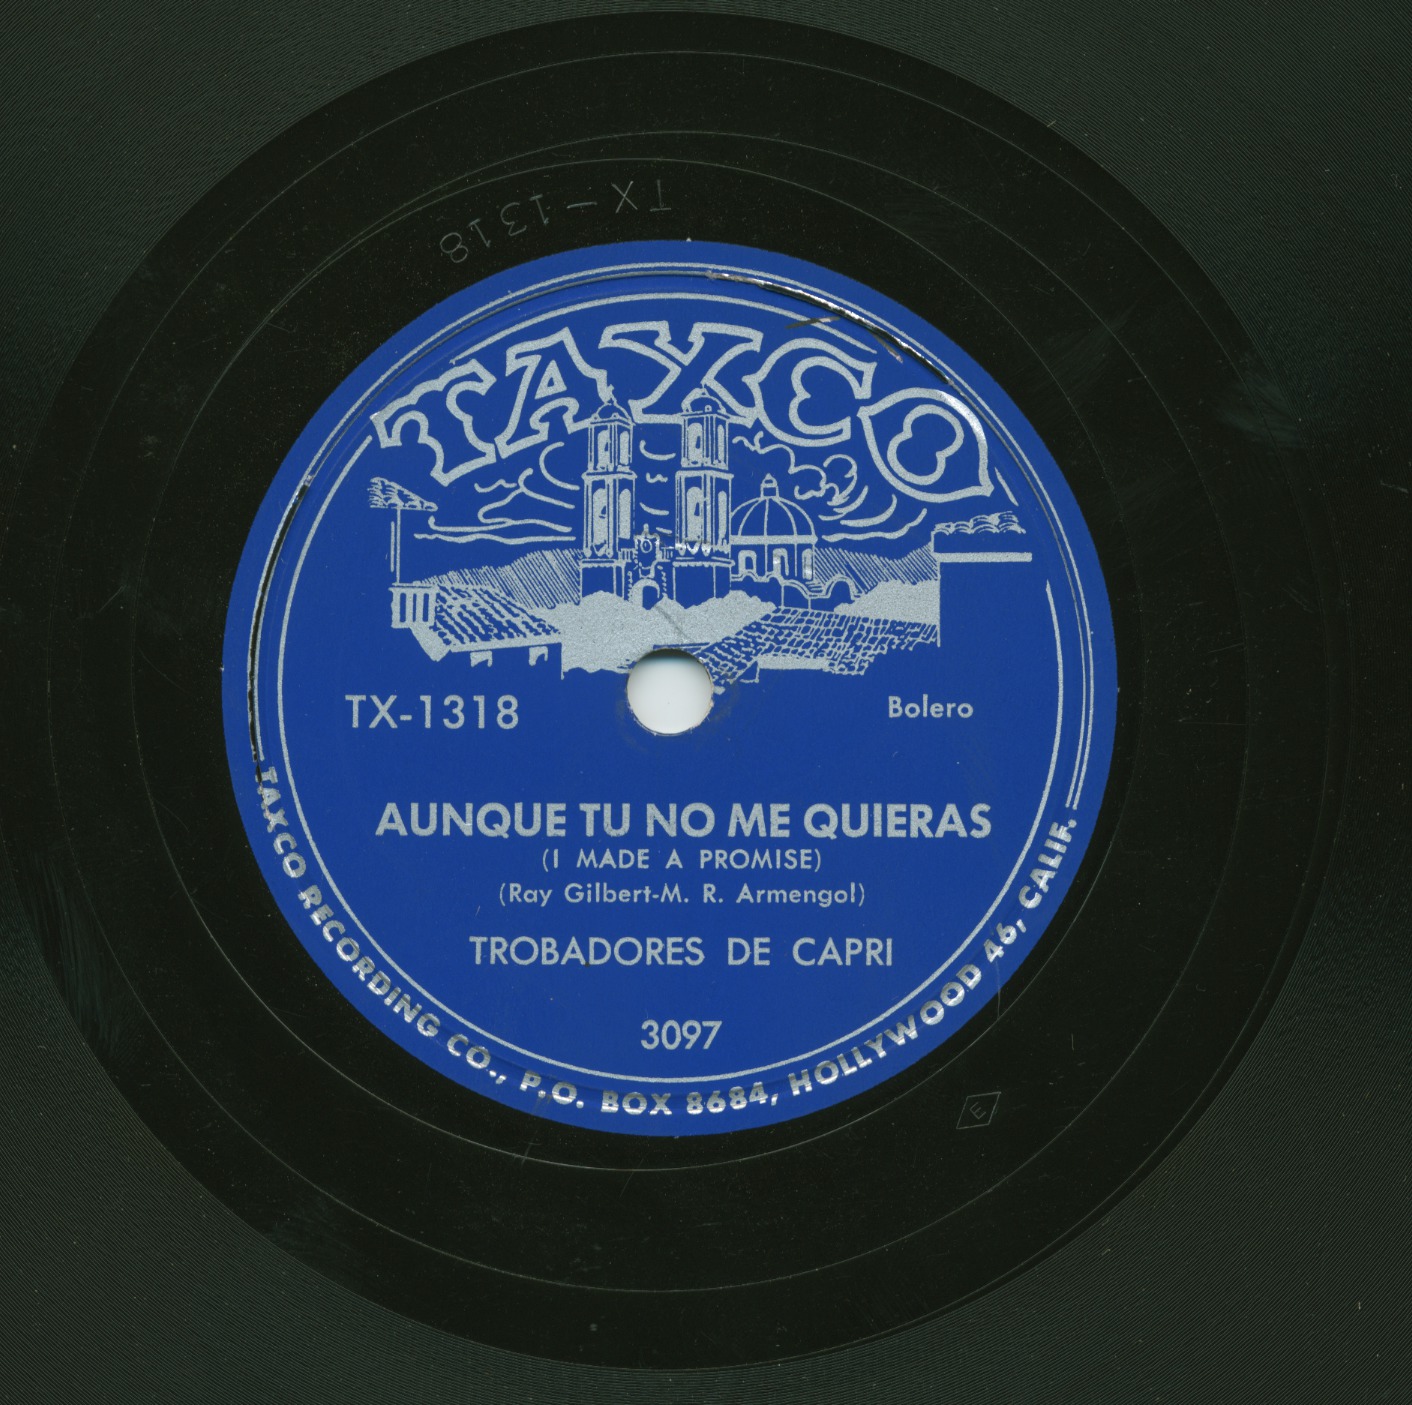 TX-1318
TAXCO
TX-1318
Bolero
AUNQUE TU NO ME QUIERAS
(I MADE A PROMISE)
(Ray Gilbert-M. R. Armengol)
TROBADORES DE CAPRI
3097
TAXCO RECORDING CO., P.O. BOX 8684, HOLLYWOOD 46, CALIF.
E